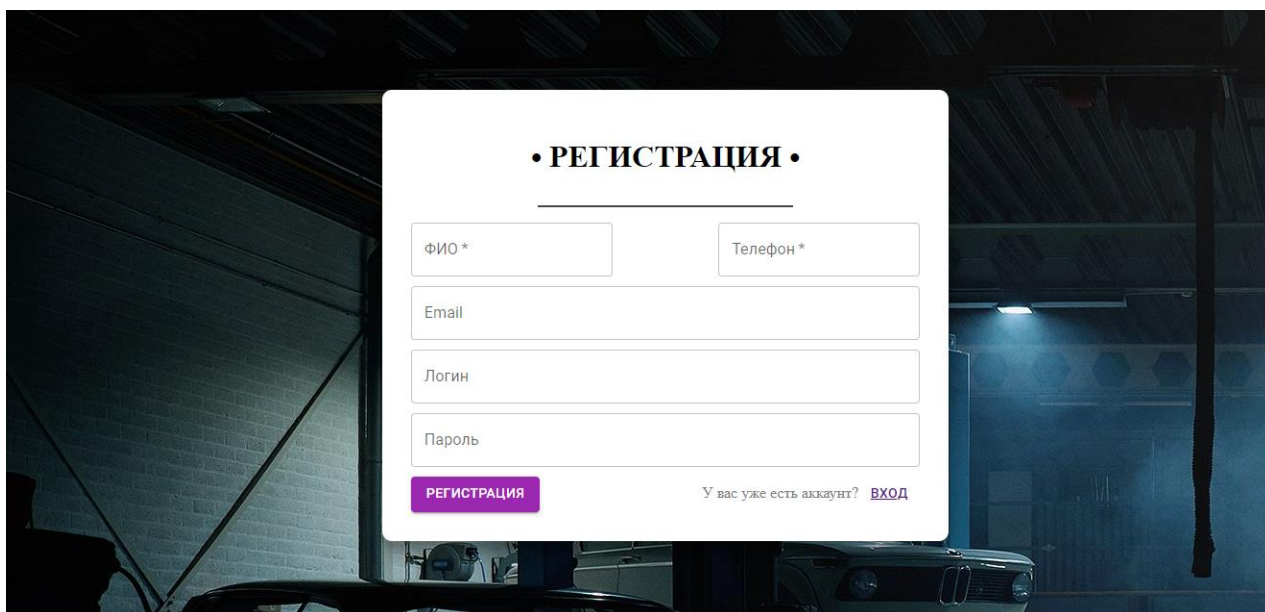 • РЕГИСТРАЦИЯ •
ФИО * Телефон *
Email
Логин
Пароль
РЕГИСТРАЦИЯ У вас уже есть аккаунт? ВХОД